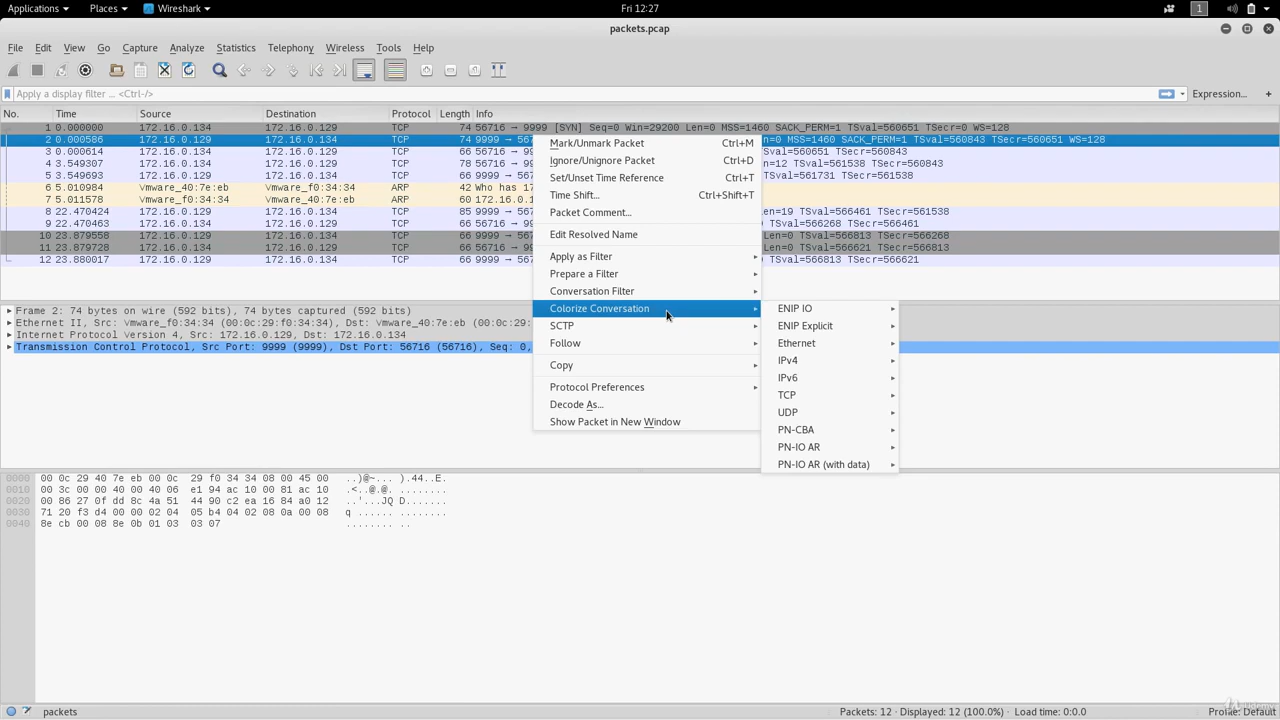 Applications Places Wireshark Fri 12:27 1
packets.pcap
File Edit View Go Capture Analyze Statistics Telephony Wireless Tools Help
Apply a display filter ... <Ctrl-/> Expression... +
No. Time Source Destination Protocol Length Info
1 0.000000 172.16.0.134 172.16.0.129 TCP 74 56716 → 9999 [SYN] Seq=0 Win=29200 Len=0 MSS=1460 SACK_PERM=1 TSval=560651 TSecr=0 WS=128
2 0.000586 172.16.0.129 172.16.0.134 TCP 74 9999 → 567 n=0 MSS=1460 SACK_PERM=1 TSval=560843 TSecr=560651 WS=128
3 0.000614 172.16.0.134 172.16.0.129 TCP 66 56716 → 9 60651 TSecr=560843
4 3.549307 172.16.0.134 172.16.0.129 TCP 78 56716 → 9 n=12 TSval=561538 TSecr=560843
5 3.549693 172.16.0.129 172.16.0.134 TCP 66 9999 → 567 =0 TSval=561731 TSecr=561538
6 5.010984 Vmware_40:7e:eb Vmware_f0:34:34 ARP 42 Who has 17
7 5.011578 Vmware_f0:34:34 Vmware_40:7e:eb ARP 60 172.16.0.1
8 22.470424 172.16.0.129 172.16.0.134 TCP 85 9999 → 567 en=19 TSval=566461 TSecr=561538
9 22.470463 172.16.0.134 172.16.0.129 TCP 66 56716 → 9 n=0 TSval=566268 TSecr=566461
10 23.879558 172.16.0.129 172.16.0.134 TCP 66 9999 → 567 Len=0 TSval=566813 TSecr=566268
11 23.879728 172.16.0.134 172.16.0.129 TCP 66 56716 → 9 Len=0 TSval=566621 TSecr=566813
12 23.880017 172.16.0.129 172.16.0.134 TCP 66 9999 → 567 TSval=566813 TSecr=566621
Mark/Unmark Packet Ctrl+M
Ignore/Unignore Packet Ctrl+D
Set/Unset Time Reference Ctrl+T
Time Shift... Ctrl+Shift+T
Packet Comment...
Edit Resolved Name
Apply as Filter
Prepare a Filter
Conversation Filter
Colorize Conversation
SCTP
Follow
Copy
Protocol Preferences
Decode As...
Show Packet in New Window
ENIP IO
ENIP Explicit
Ethernet
IPv4
IPv6
TCP
UDP
PN-CBA
PN-IO AR
PN-IO AR (with data)
Frame 2: 74 bytes on wire (592 bits), 74 bytes captured (592 bits)
Ethernet II, Src: Vmware_f0:34:34 (00:0c:29:f0:34:34), Dst: Vmware_40:7e:eb (00:0c:29:
Internet Protocol Version 4, Src: 172.16.0.129, Dst: 172.16.0.134
Transmission Control Protocol, Src Port: 9999 (9999), Dst Port: 56716 (56716), Seq: 0,
0000 00 0c 29 40 7e eb 00 0c 29 f0 34 34 08 00 45 00 ..)@~... ).44..E.
0010 00 3c 00 00 40 00 40 06 e1 94 ac 10 00 81 ac 10 .<..@.@. ........
0020 00 86 27 0f dd 8c 4a 51 44 90 c2 ea 16 84 a0 12 ..'...JQ D.......
0030 71 20 f3 d4 00 00 02 04 05 b4 04 02 08 0a 00 08 q ...... ........
0040 8e cb 00 08 8e 0b 01 03 03 07 ........ ..
packets Packets: 12 · Displayed: 12 (100.0%) · Load time: 0:0.0 Profile: Default